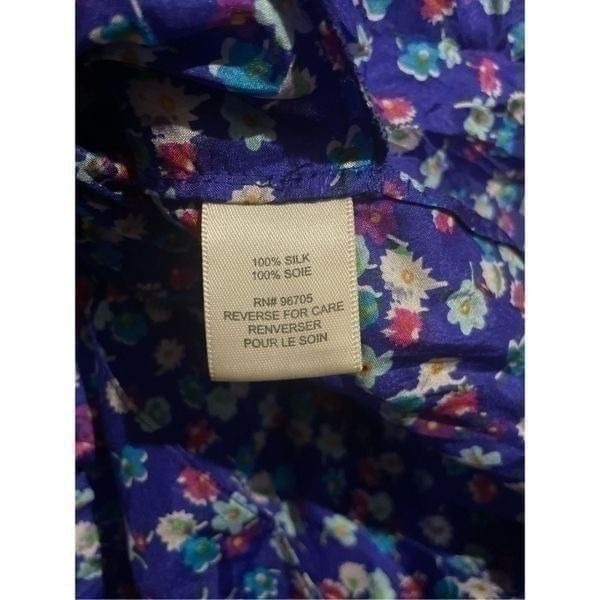 100% SILK
100% SOIE
RN# 96705
REVERSE FOR CARE
RENVERSER
POUR LE SOIN